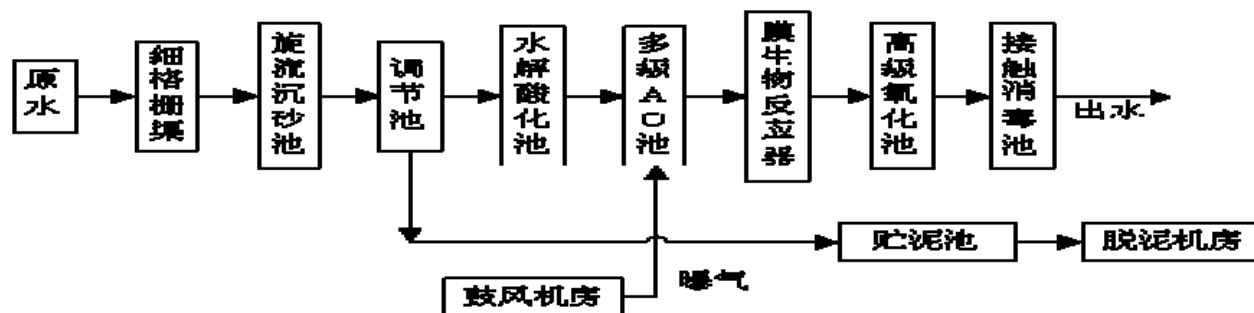 原水
细格栅渠
旋流沉砂池
调节池
水解酸化池
多级AO池
膜生物反应器
高级氧化池
接触消毒池
出水
贮泥池
脱泥机房
曝气
鼓风机房